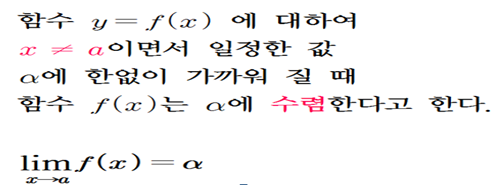 함수 y = f(x) 에 대하여
x ≠ a이면서 일정한 값
α에 한없이 가까워 질 때
함수 f(x)는 α에 수렴한다고 한다.
lim f(x) = α
x→a